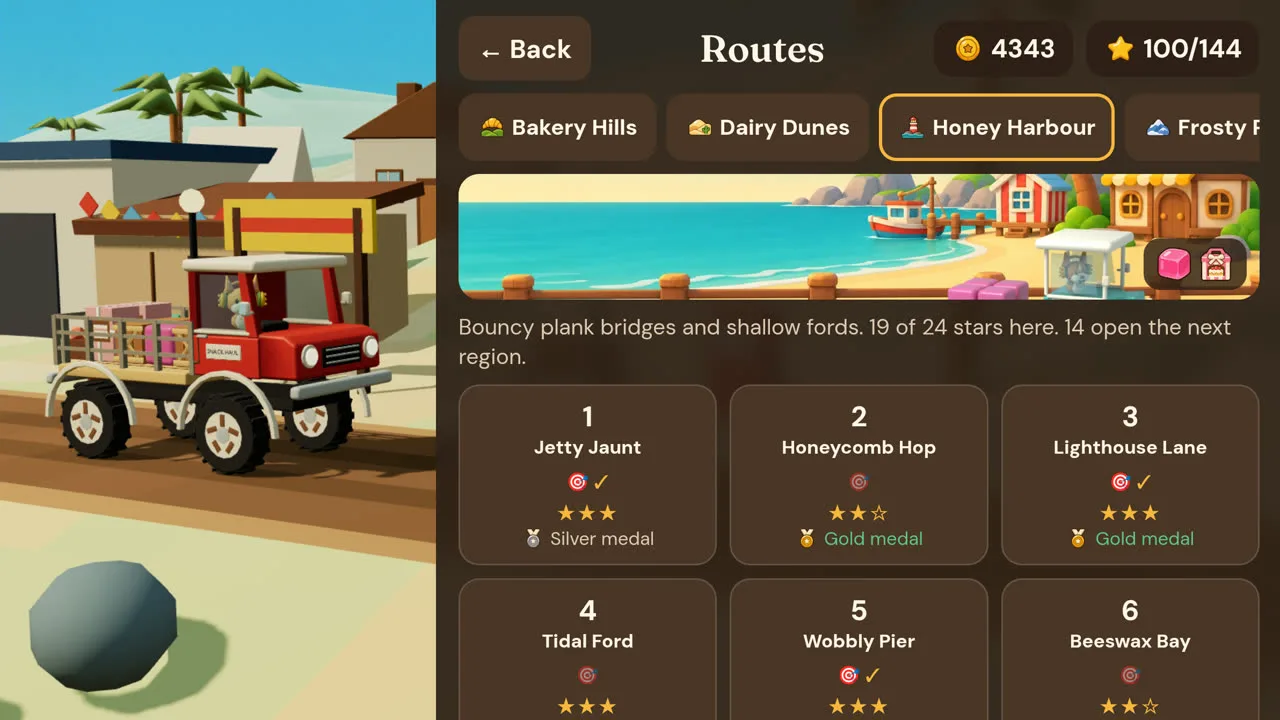 ← Back
Routes
4343
100/144
Bakery Hills
Dairy Dunes
Honey Harbour
Frosty F
Bouncy plank bridges and shallow fords. 19 of 24 stars here. 14 open the next
region.
1
Jetty Jaunt
✓
★★★
Silver medal
2
Honeycomb Hop
★★☆
Gold medal
3
Lighthouse Lane
✓
★★★
Gold medal
4
Tidal Ford
★★★
5
Wobbly Pier
✓
★★★
6
Beeswax Bay
★★☆